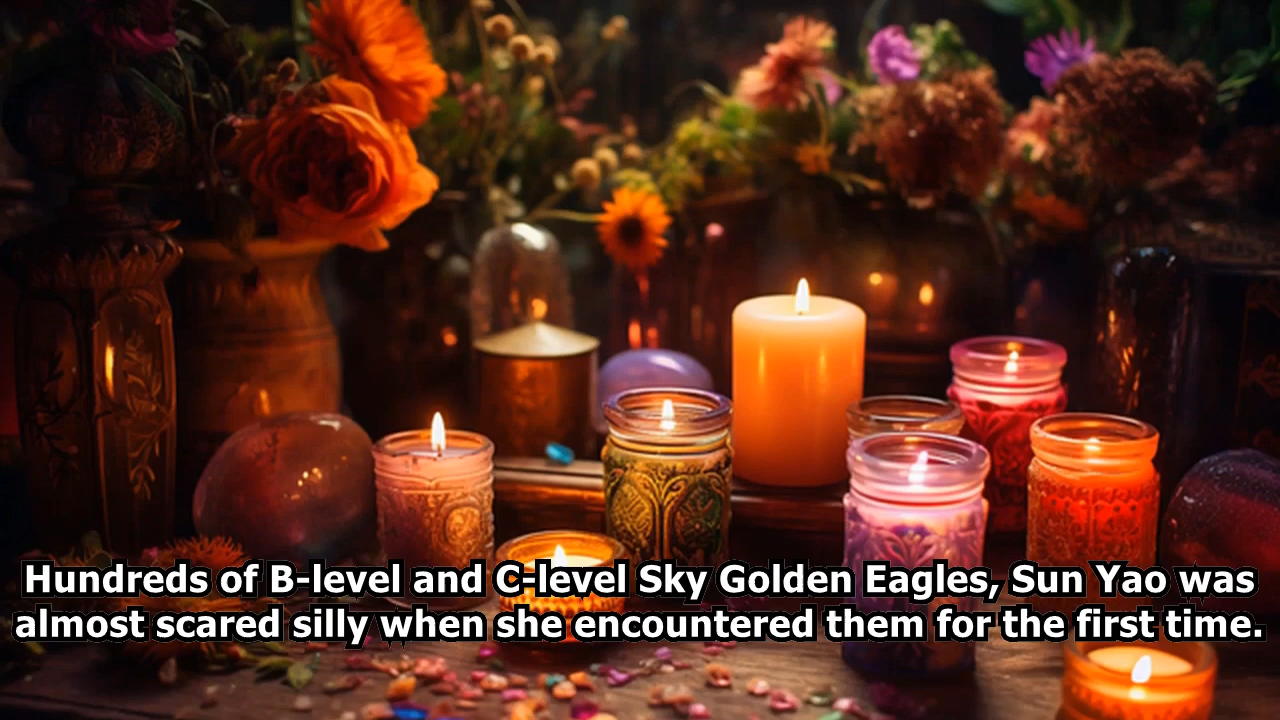 Hundreds of B-level and C-level Sky Golden Eagles, Sun Yao was
almost scared silly when she encountered them for the first time.